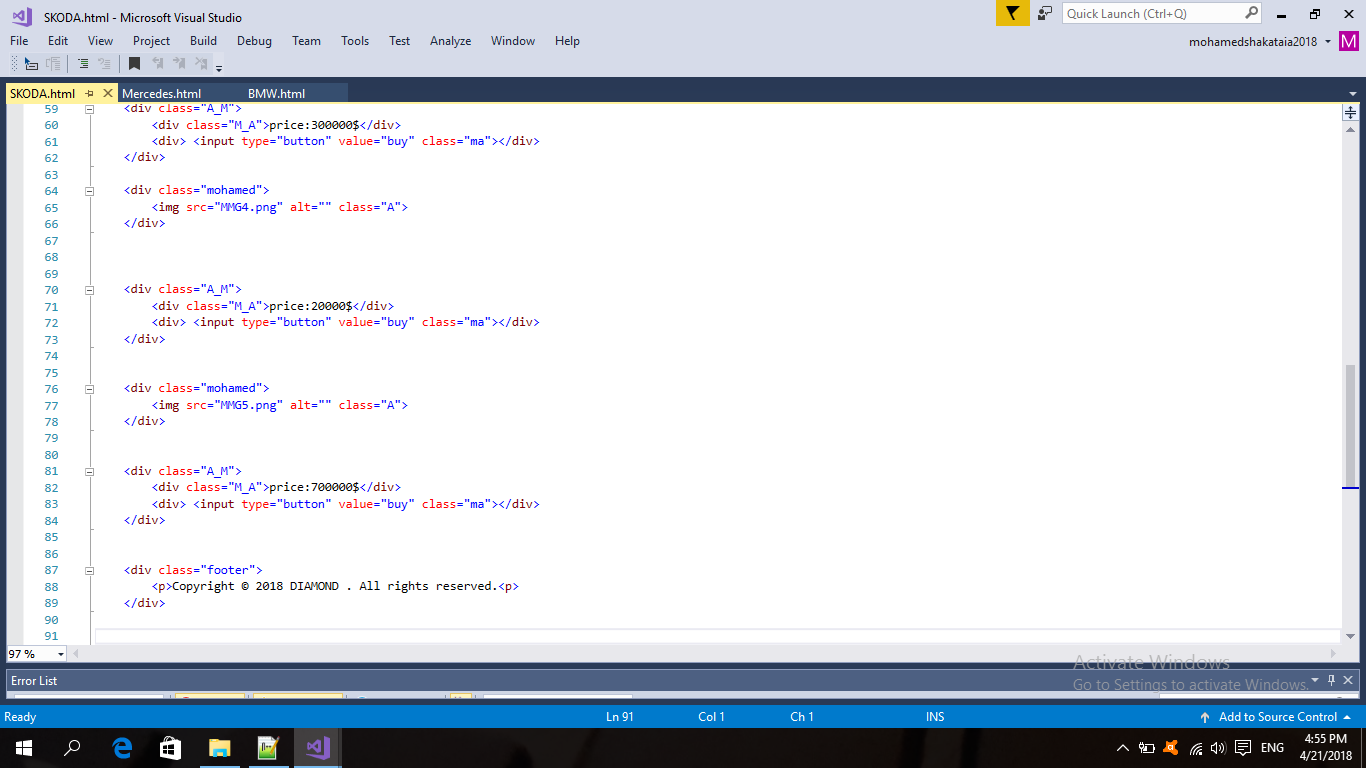 SKODA.html - Microsoft Visual Studio
Quick Launch (Ctrl+Q)
File Edit View Project Build Debug Team Tools Test Analyze Window Help
mohamedshakataia2018 M
SKODA.html Mercedes.html BMW.html
59 <div class="A_M">
60 <div class="M_A">price:300000$</div>
61 <div> <input type="button" value="buy" class="ma"></div>
62 </div>
63
64 <div class="mohamed">
65 <img src="MMG4.png" alt="" class="A">
66 </div>
67
68
69
70 <div class="A_M">
71 <div class="M_A">price:20000$</div>
72 <div> <input type="button" value="buy" class="ma"></div>
73 </div>
74
75
76 <div class="mohamed">
77 <img src="MMG5.png" alt="" class="A">
78 </div>
79
80
81 <div class="A_M">
82 <div class="M_A">price:700000$</div>
83 <div> <input type="button" value="buy" class="ma"></div>
84 </div>
85
86
87 <div class="footer">
88 <p>Copyright © 2018 DIAMOND . All rights reserved.<p>
89 </div>
90
91
97 %
Activate Windows
Go to Settings to activate Windows.
Error List
Ready Ln 91 Col 1 Ch 1 INS Add to Source Control
ENG
4:55 PM
4/21/2018